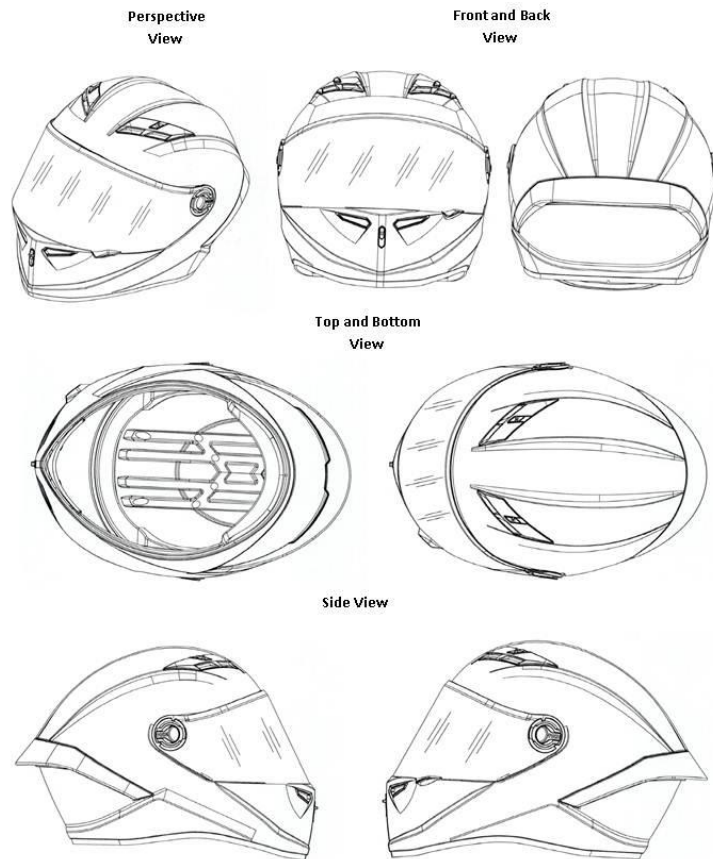 Perspective
View
Front and Back
View
Top and Bottom
View
Side View